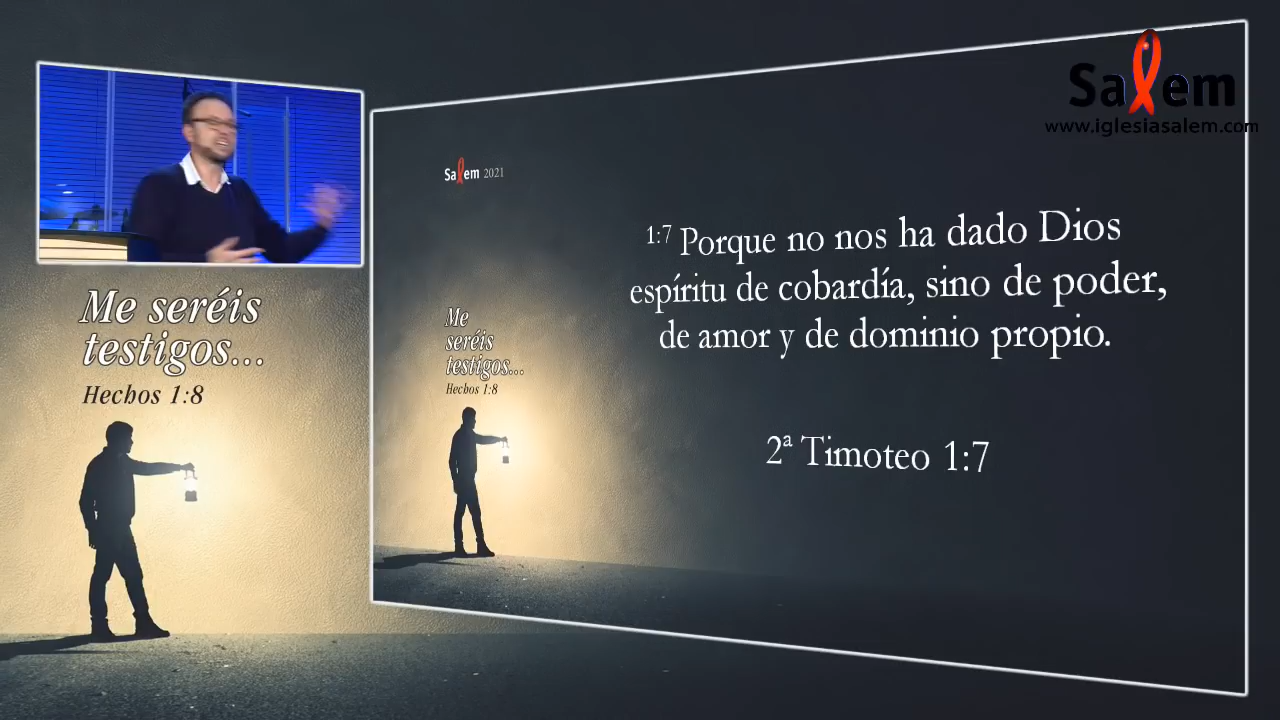 Salem
www.iglesiasalem.com
Salem 2021
1:7 Porque no nos ha dado Dios
espíritu de cobardía, sino de poder,
de amor y de dominio propio.
2ª Timoteo 1:7
Me seréis
testigos...
Hechos 1:8
Me
seréis
testigos...
Hechos 1:8